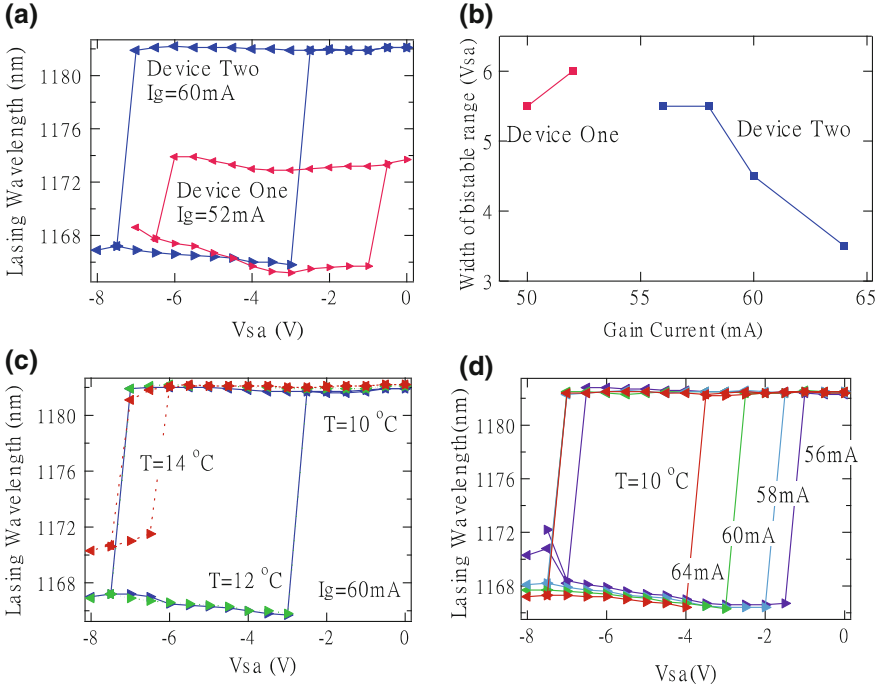 (a)
Lasing Wavelength (nm)
1180
1174
1172
1168
-8
-6
-4
-2
0
Vsa (V)
Device Two
Ig=60mA
Device One
Ig=52mA
(b)
Width of bistable range (Vsa)
6
5
4
3
50
55
60
65
Gain Current (mA)
Device One
Device Two
(c)
Lasing Wavelength (nm)
1180
1176
1172
1168
-8
-6
-4
-2
0
Vsa (V)
T=10 °C
T=14 °C
T=12 °C
Ig=60mA
(d)
Lasing Wavelength(nm)
1180
1176
1172
1168
-8
-6
-4
-2
0
Vsa(V)
T=10 °C
56mA
58mA
60mA
64mA